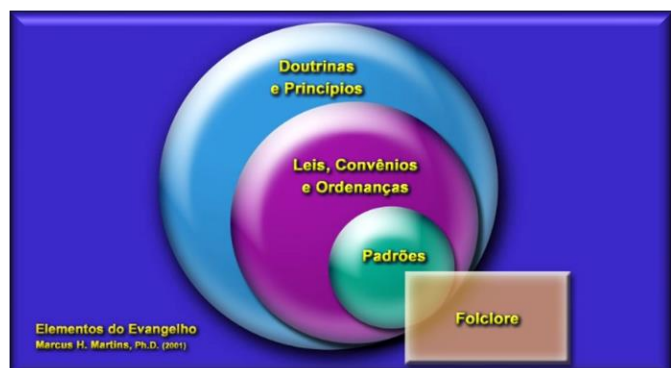 Doutrinas
e Princípios
Leis, Convênios
e Ordenanças
Padrões
Folclore
Elementos do Evangelho
Marcus H. Martins, Ph.D. (2001)